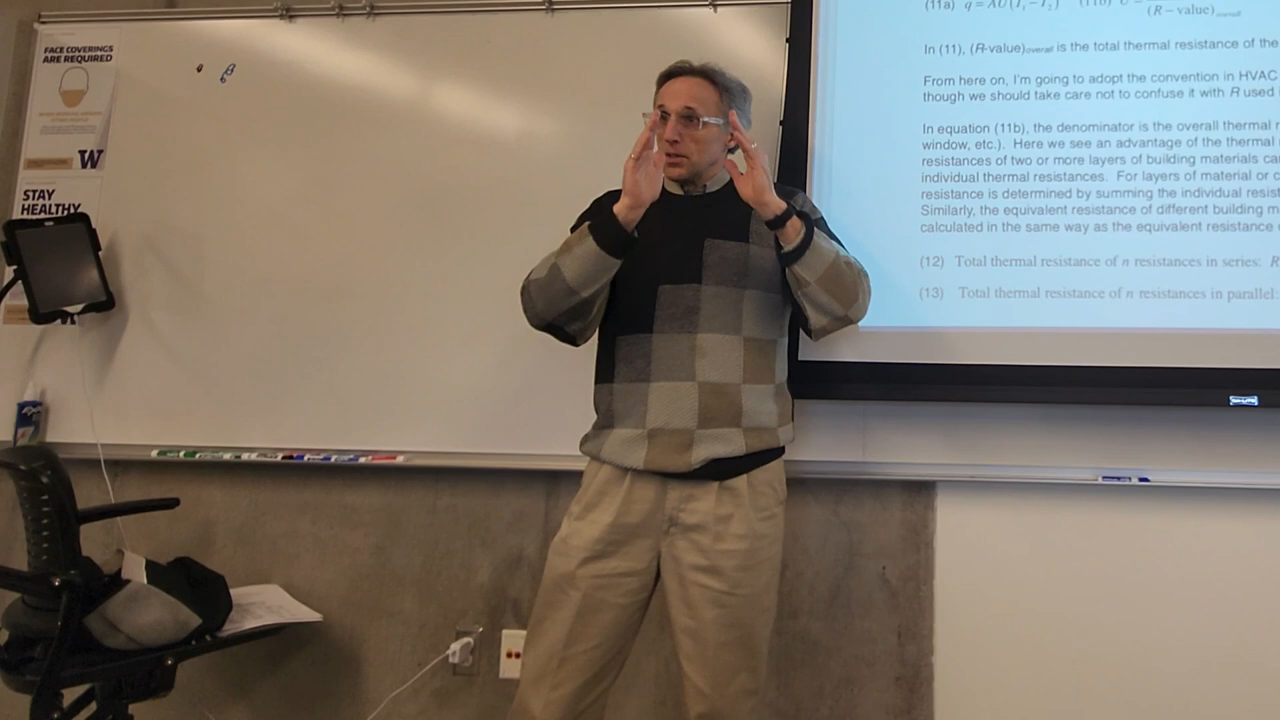 FACE COVERINGS
ARE REQUIRED
W
STAY
HEALTHY
(11a) q = AU(T₁ − T₂) (11b) U =
(R − value)overall
In (11), (R-value)overall is the total thermal resistance of the
From here on, I'm going to adopt the convention in HVAC
though we should take care not to confuse it with R used
In equation (11b), the denominator is the overall thermal
window, etc.). Here we see an advantage of the thermal
resistances of two or more layers of building materials
individual thermal resistances. For layers of material or
resistance is determined by summing the individual
Similarly, the equivalent resistance of different building
calculated in the same way as the equivalent resistance
(12) Total thermal resistance of n resistances in series: R
(13) Total thermal resistance of n resistances in parallel: